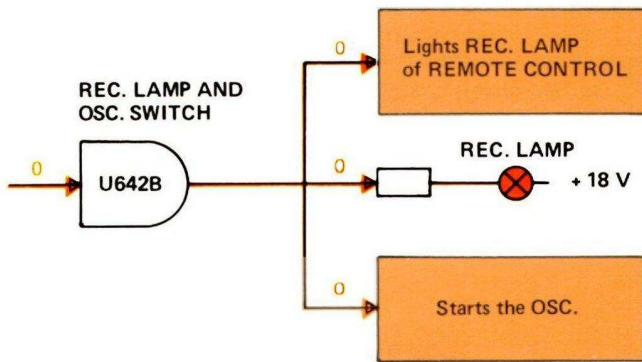 0
Lights REC. LAMP
of REMOTE CONTROL
REC. LAMP AND
OSC. SWITCH
0
U642B
0
REC. LAMP
+ 18 V
0
Starts the OSC.